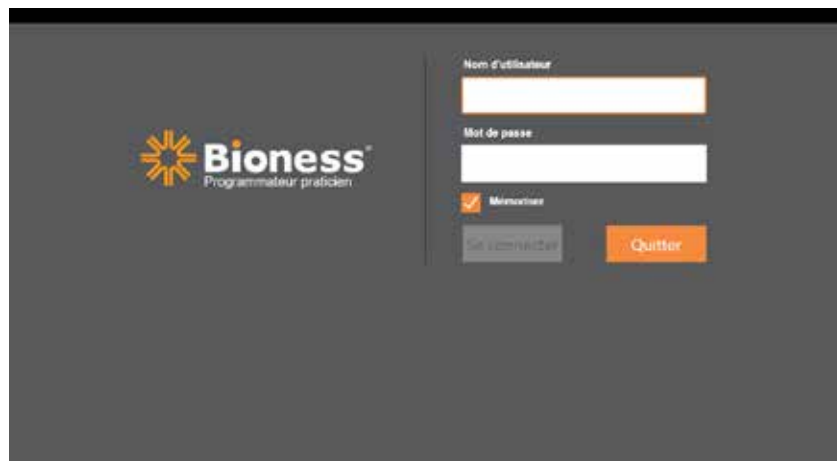 Bioness®
Programmateur praticien
Nom d'utilisateur
Mot de passe
Mémoriser
Se connecter
Quitter